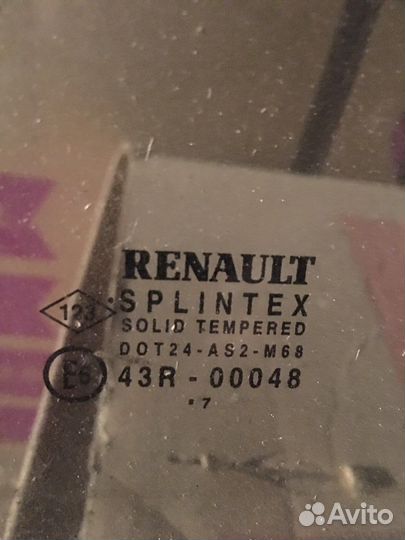 RENAULT
123 SPLINTEX
SOLID TEMPERED
DOT24-AS2-M68
E6 43R-00048
.7
Avito